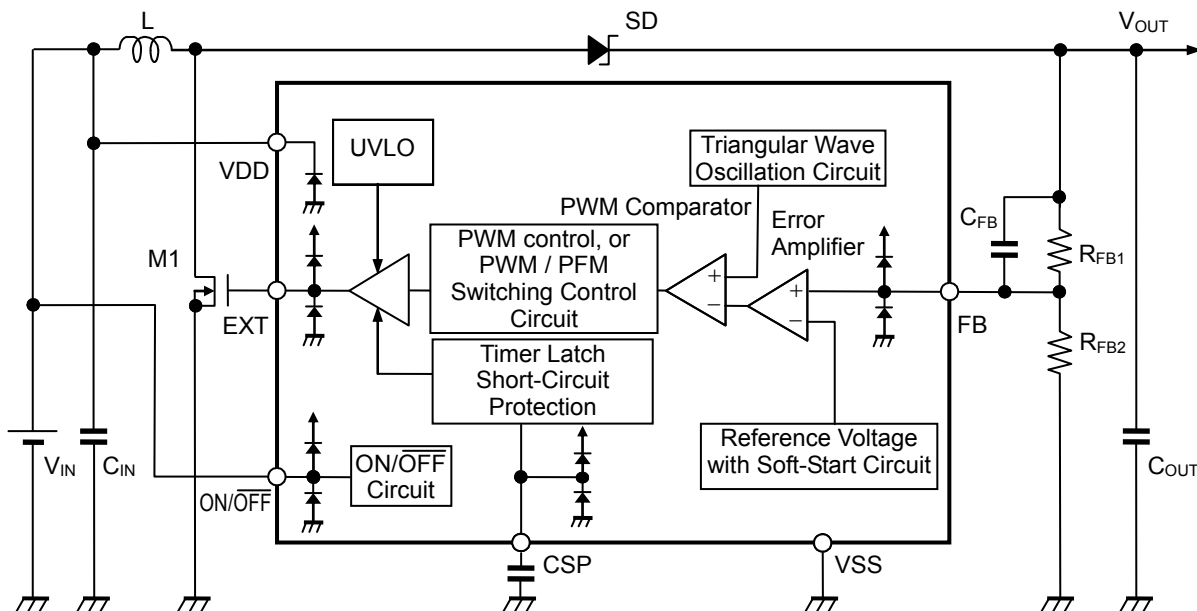 L
SD
VOUT
UVLO
Triangular Wave
Oscillation Circuit
VDD
PWM Comparator
CFB
Error
Amplifier
M1
PWM control, or
PWM / PFM
Switching Control
Circuit
+
−
+
−
RFB1
EXT
FB
Timer Latch
Short-Circuit
Protection
RFB2
VIN
CIN
ON/OFF
Circuit
Reference Voltage
with Soft-Start Circuit
COUT
ON/OFF
CSP
VSS